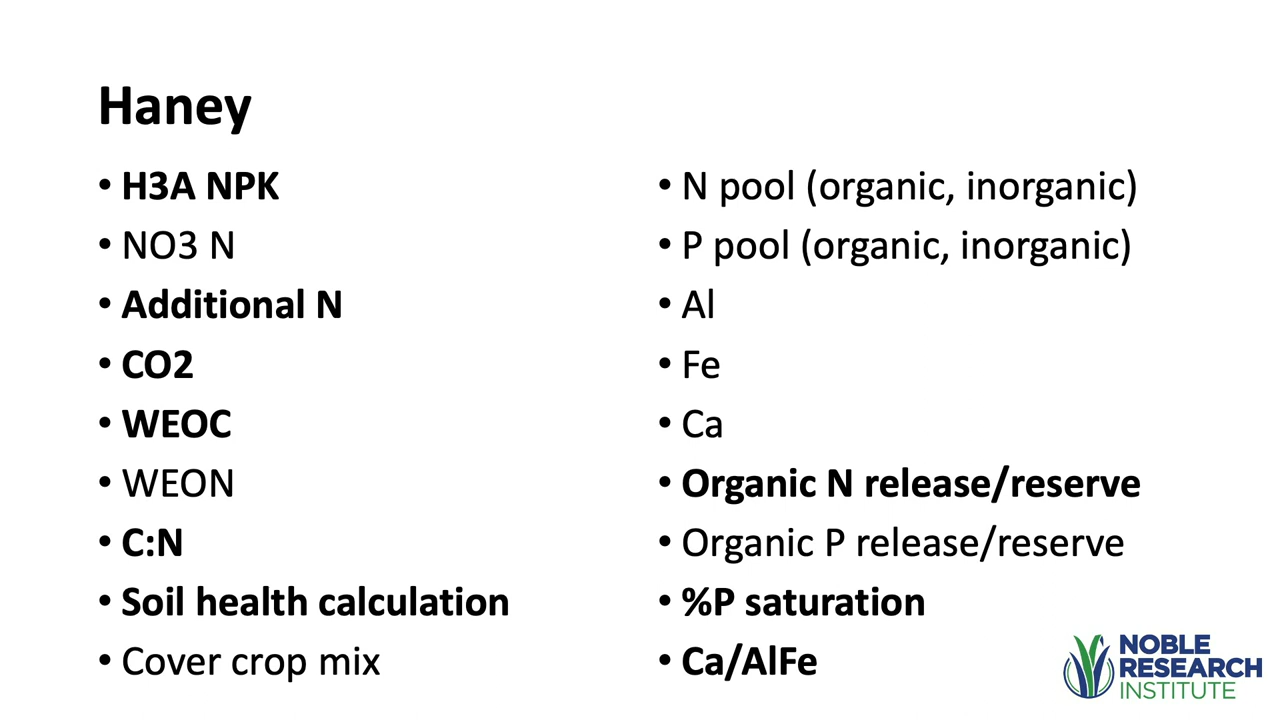 Haney
• H3A NPK
• NO3 N
• Additional N
• CO2
• WEOC
• WEON
• C:N
• Soil health calculation
• Cover crop mix
• N pool (organic, inorganic)
• P pool (organic, inorganic)
• Al
• Fe
• Ca
• Organic N release/reserve
• Organic P release/reserve
• %P saturation
• Ca/AlFe
NOBLE
RESEARCH
INSTITUTE